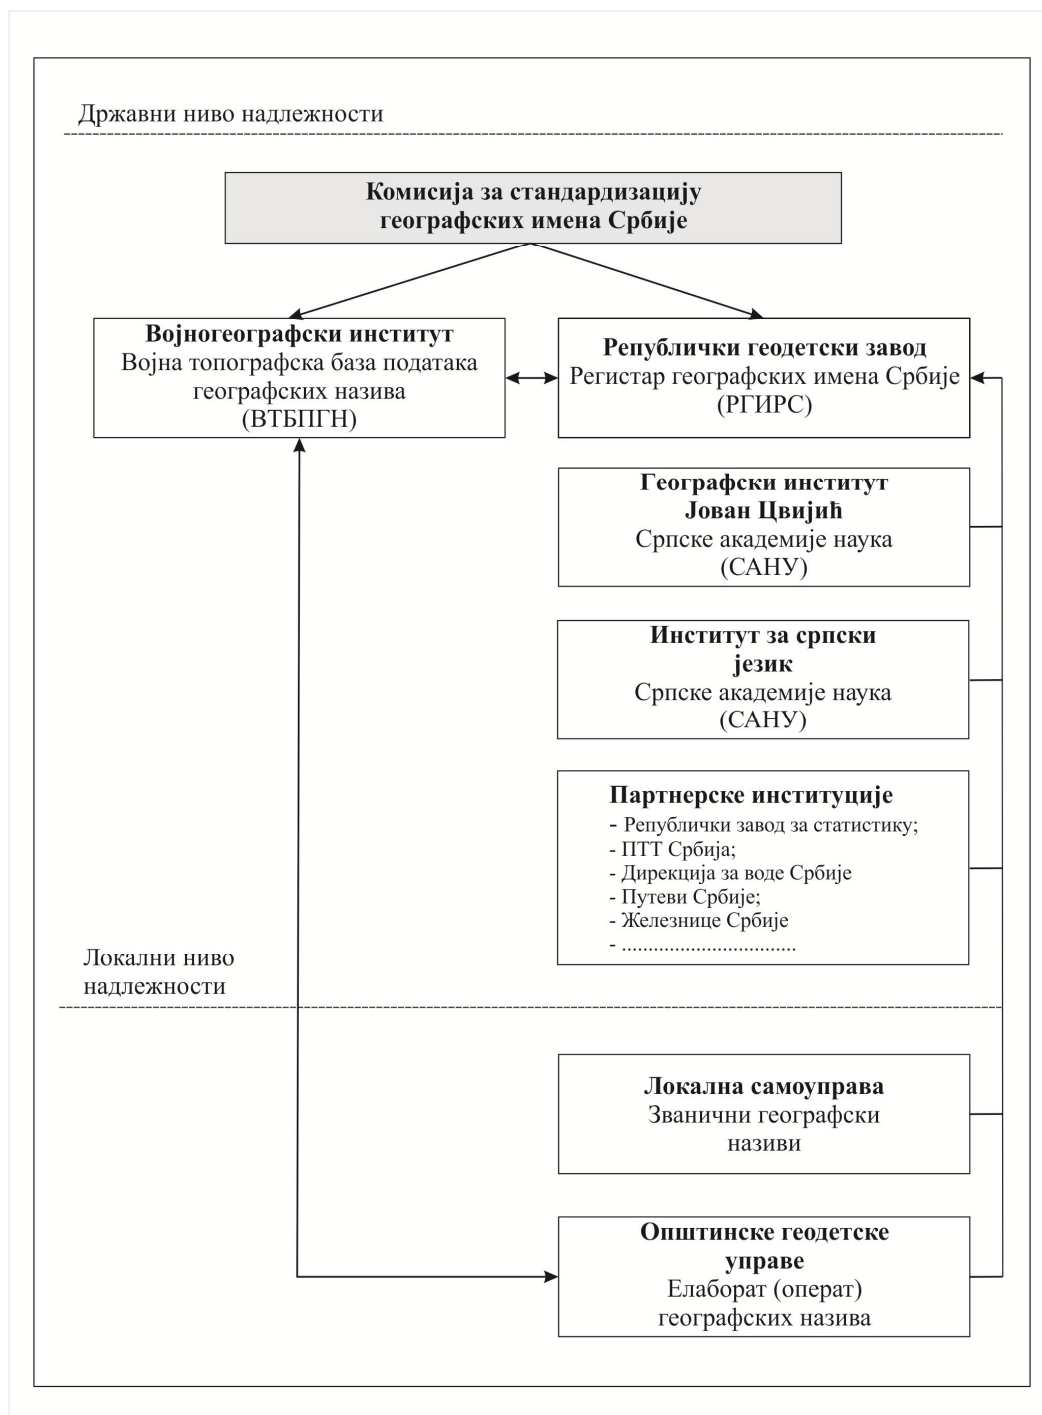 Државни ниво надлежности
Комисија за стандардизацију
географских имена Србије
Војногеографски институт
Војна топографска база података
географских назива
(ВТБПГН)
Републички геодетски завод
Регистар географских имена Србије
(РГИРС)
Географски институт
Јован Цвијић
Српске академије наука
(САНУ)
Институт за српски
језик
Српске академије наука
(САНУ)
Партнерске институције
- Републички завод за статистику;
- ПТТ Србија;
- Дирекција за воде Србије
- Путеви Србије;
- Железнице Србије
- .................................
Локални ниво
надлежности
Локална самоуправа
Званични географски
називи
Општинске геодетске
управе
Елаборат (операт)
географских назива